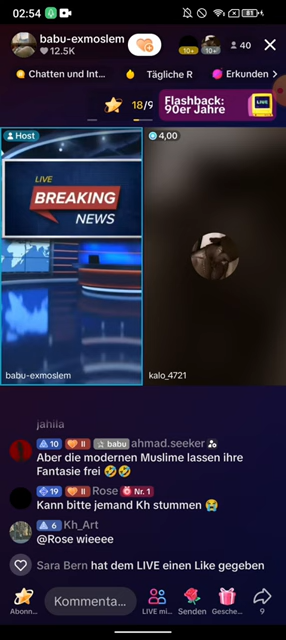 02:54
babu-exmoslem
12.5K
10+
10+
40
Chatten und Int...
Tägliche R
Erkunden
18/9
Flashback:
90er Jahre
LIVE
Host
4,00
LIVE
BREAKING
NEWS
babu-exmoslem
kalo_4721
jahila
10 II babu ahmad.seeker
Aber die modernen Muslime lassen ihre
Fantasie frei 🤣🤣
19 II Rose Nr. 1
Kann bitte jemand Kh stummen 😭
6 Kh_Art
@Rose wieeee
Sara Bern hat dem LIVE einen Like gegeben
Abonn...
Kommenta...
LIVE mi...
Senden
Gesche...
9